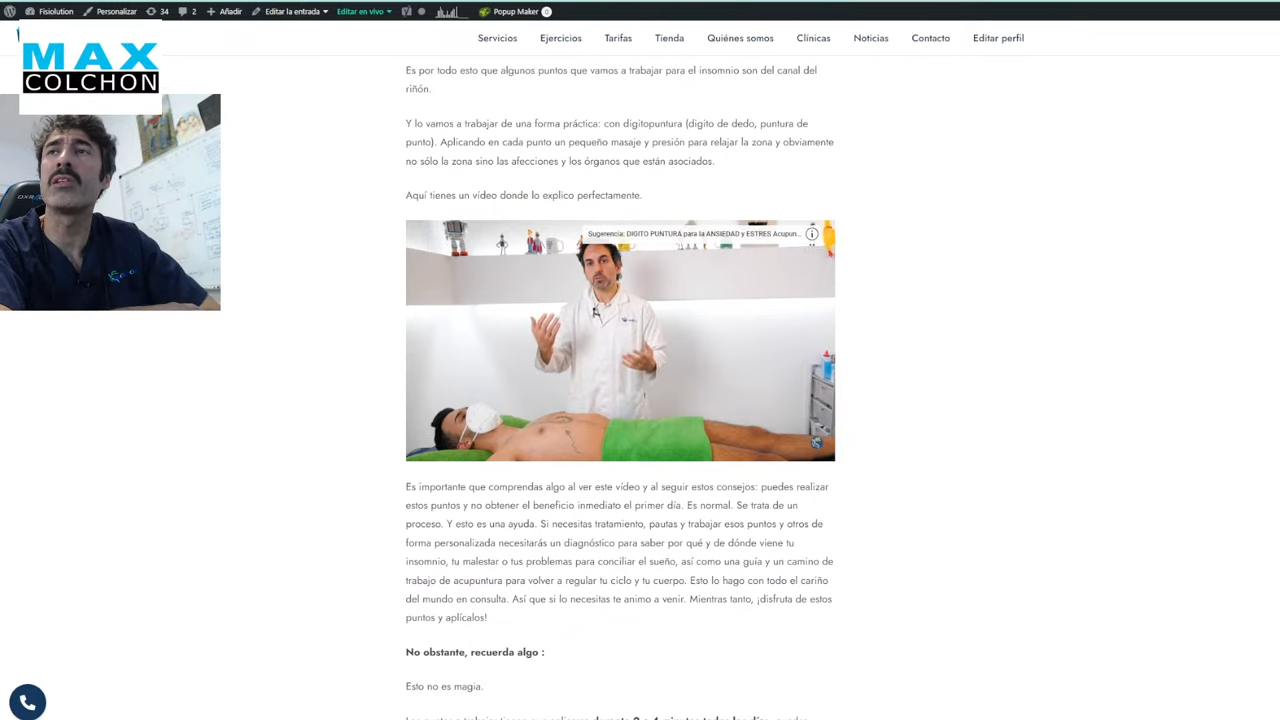 Fisiolution Personalizar 34 2 Añadir Editar la entrada Editar en vivo Popup Maker 0
MAX
COLCHON
Servicios Ejercicios Tarifas Tienda Quiénes somos Clínicas Noticias Contacto Editar perfil
Es por todo esto que algunos puntos que vamos a trabajar para el insomnio son del canal del
riñón.
Y lo vamos a trabajar de una forma práctica: con digitopuntura (digito de dedo, puntura de
punto). Aplicando en cada punto un pequeño masaje y presión para relajar la zona y obviamente
no sólo la zona sino las afecciones y los órganos que están asociados.
Aquí tienes un vídeo donde lo explico perfectamente.
Sugerencia: DIGITO PUNTURA para la ANSIEDAD y ESTRES Acupun...
Es importante que comprendas algo al ver este vídeo y al seguir estos consejos: puedes realizar
estos puntos y no obtener el beneficio inmediato el primer día. Es normal. Se trata de un
proceso. Y esto es una ayuda. Si necesitas tratamiento, pautas y trabajar esos puntos y otros de
forma personalizada necesitarás un diagnóstico para saber por qué y de dónde viene tu
insomnio, tu malestar o tus problemas para conciliar el sueño, así como una guía y un camino de
trabajo de acupuntura para volver a regular tu ciclo y tu cuerpo. Esto lo hago con todo el cariño
del mundo en consulta. Así que si lo necesitas te animo a venir. Mientras tanto, ¡disfruta de estos
puntos y aplícalos!
No obstante, recuerda algo :
Esto no es magia.